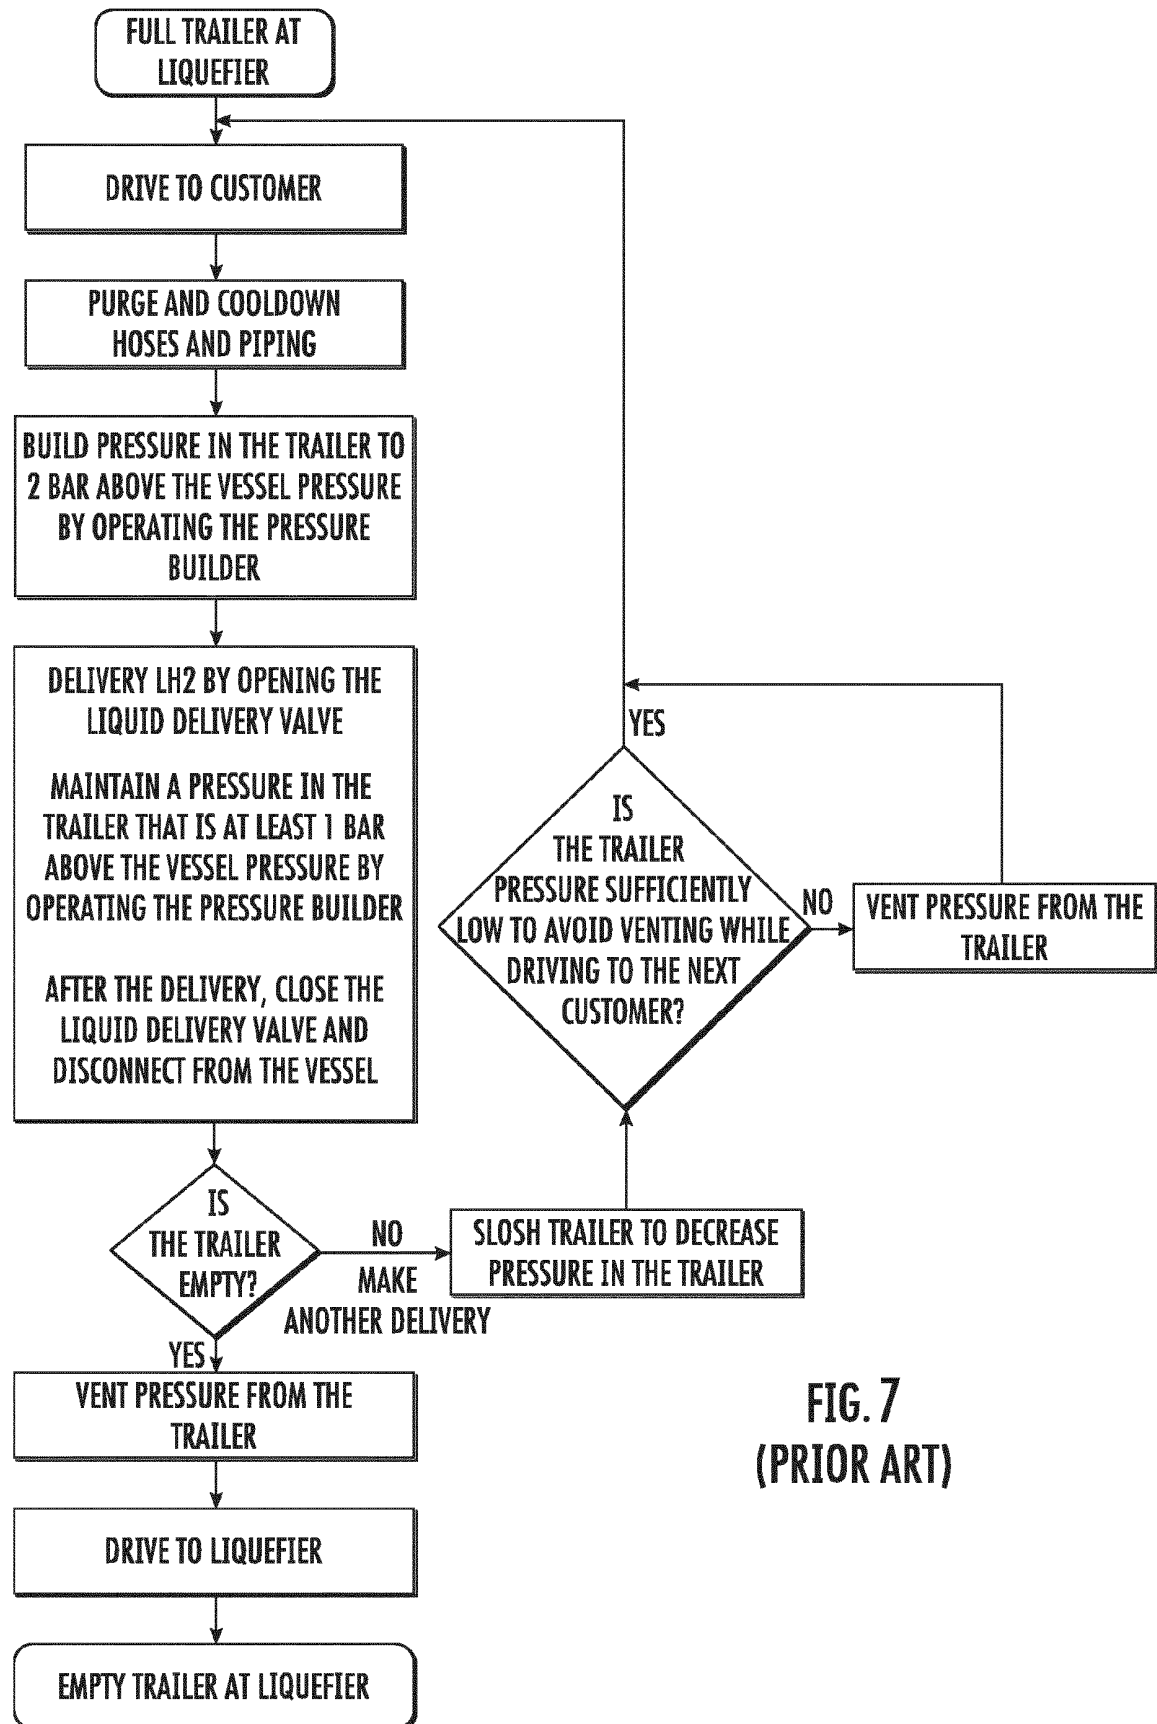 FULL TRAILER AT
LIQUEFIER
DRIVE TO CUSTOMER
PURGE AND COOLDOWN
HOSES AND PIPING
BUILD PRESSURE IN THE TRAILER TO
2 BAR ABOVE THE VESSEL PRESSURE
BY OPERATING THE PRESSURE
BUILDER
DELIVERY LH2 BY OPENING THE
LIQUID DELIVERY VALVE
MAINTAIN A PRESSURE IN THE
TRAILER THAT IS AT LEAST 1 BAR
ABOVE THE VESSEL PRESSURE BY
OPERATING THE PRESSURE BUILDER
AFTER THE DELIVERY, CLOSE THE
LIQUID DELIVERY VALVE AND
DISCONNECT FROM THE VESSEL
IS
THE TRAILER
EMPTY?
NO
MAKE
ANOTHER DELIVERY
SLOSH TRAILER TO DECREASE
PRESSURE IN THE TRAILER
IS
THE TRAILER
PRESSURE SUFFICIENTLY
LOW TO AVOID VENTING WHILE
DRIVING TO THE NEXT
CUSTOMER?
YES
NO
VENT PRESSURE FROM THE
TRAILER
YES
VENT PRESSURE FROM THE
TRAILER
DRIVE TO LIQUEFIER
EMPTY TRAILER AT LIQUEFIER
FIG. 7
(PRIOR ART)